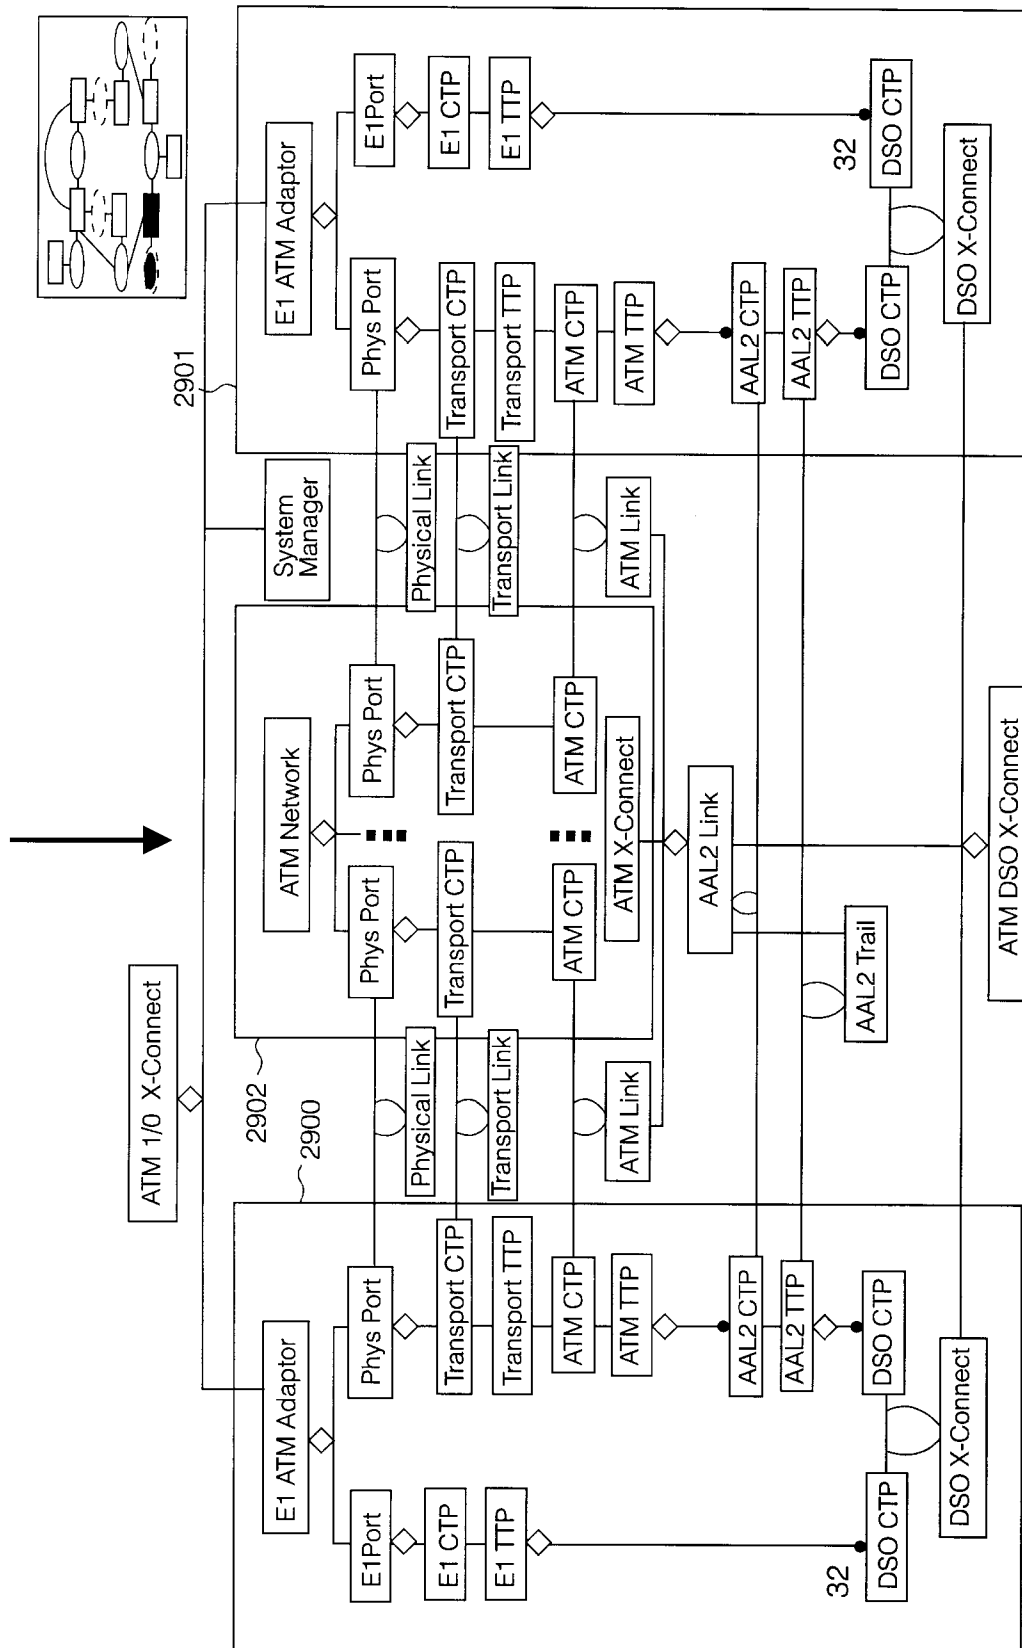 ATM 1/0 X-Connect
2901
2902
2900
E1 ATM Adaptor
ATM Network
System
Manager
E1 ATM Adaptor
E1Port
Phys Port
Phys Port
Phys Port
Phys Port
E1Port
Physical Link
Physical Link
E1 CTP
Transport CTP
Transport CTP
Transport CTP
Transport CTP
E1 CTP
E1 TTP
Transport TTP
Transport Link
Transport Link
Transport TTP
E1 TTP
ATM CTP
ATM CTP
ATM CTP
ATM CTP
ATM TTP
ATM Link
ATM X-Connect
ATM Link
ATM TTP
AAL2 Link
AAL2 CTP
AAL2 CTP
AAL2 TTP
AAL2 TTP
32
32
AAL2 Trail
DSO CTP
DSO CTP
DSO CTP
DSO CTP
DSO X-Connect
DSO X-Connect
ATM DSO X-Connect